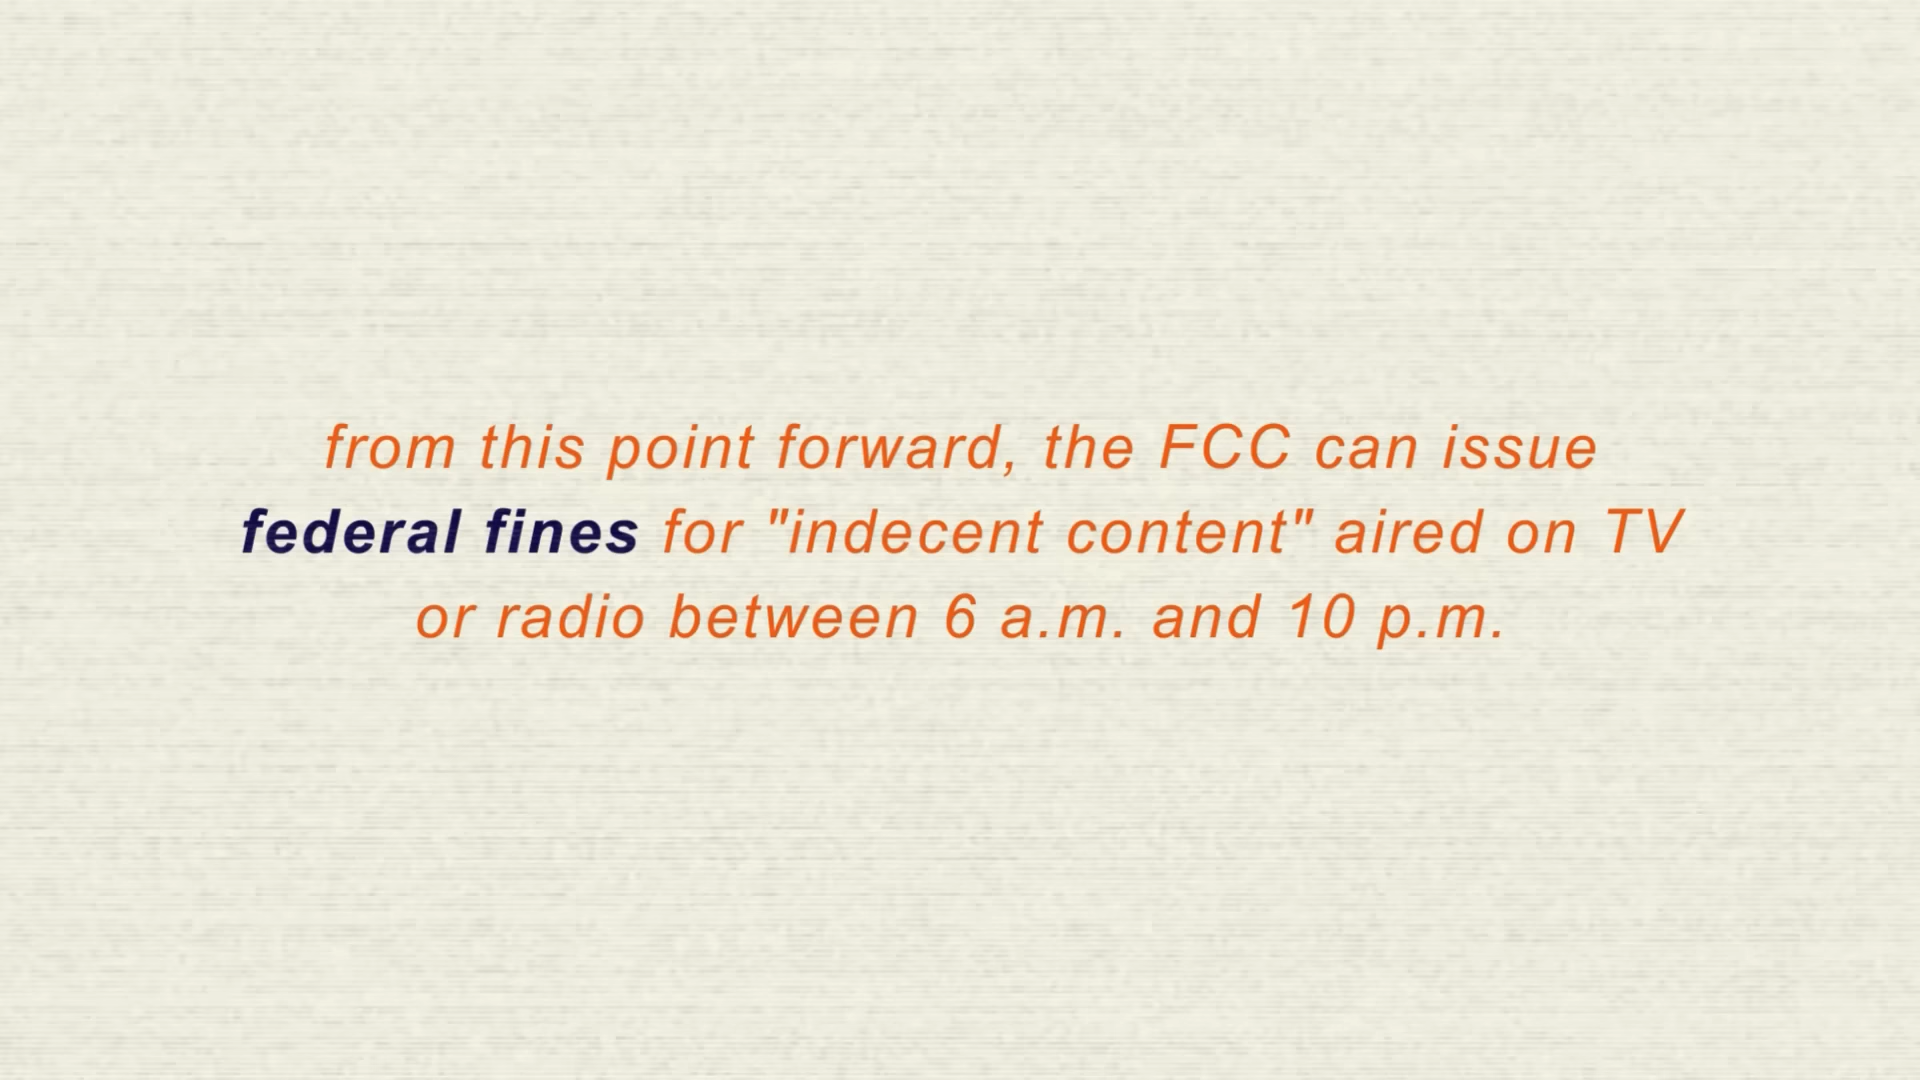 from this point forward, the FCC can issue
federal fines for "indecent content" aired on TV
or radio between 6 a.m. and 10 p.m.